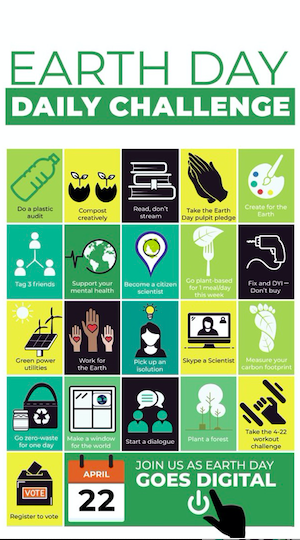 EARTH DAY
DAILY CHALLENGE
Do a plastic
audit
Compost
creatively
Read, don't
stream
Take the Earth
Day pulpit pledge
Create for the
Earth
Tag 3 friends
Support your
mental health
Become a citizen
scientist
Go plant-based
for 1 meal/day
this week
Fix and DYI—
Don't buy
Green power
utilities
Work for
the Earth
Pick up an
isolution
Skype a Scientist
Measure your
carbon footprint
Go zero-waste
for one day
Make a window
for the world
Start a dialogue
Plant a forest
Take the 4-22
workout
challenge
VOTE
Register to vote
APRIL
22
JOIN US AS EARTH DAY
GOES DIGITAL